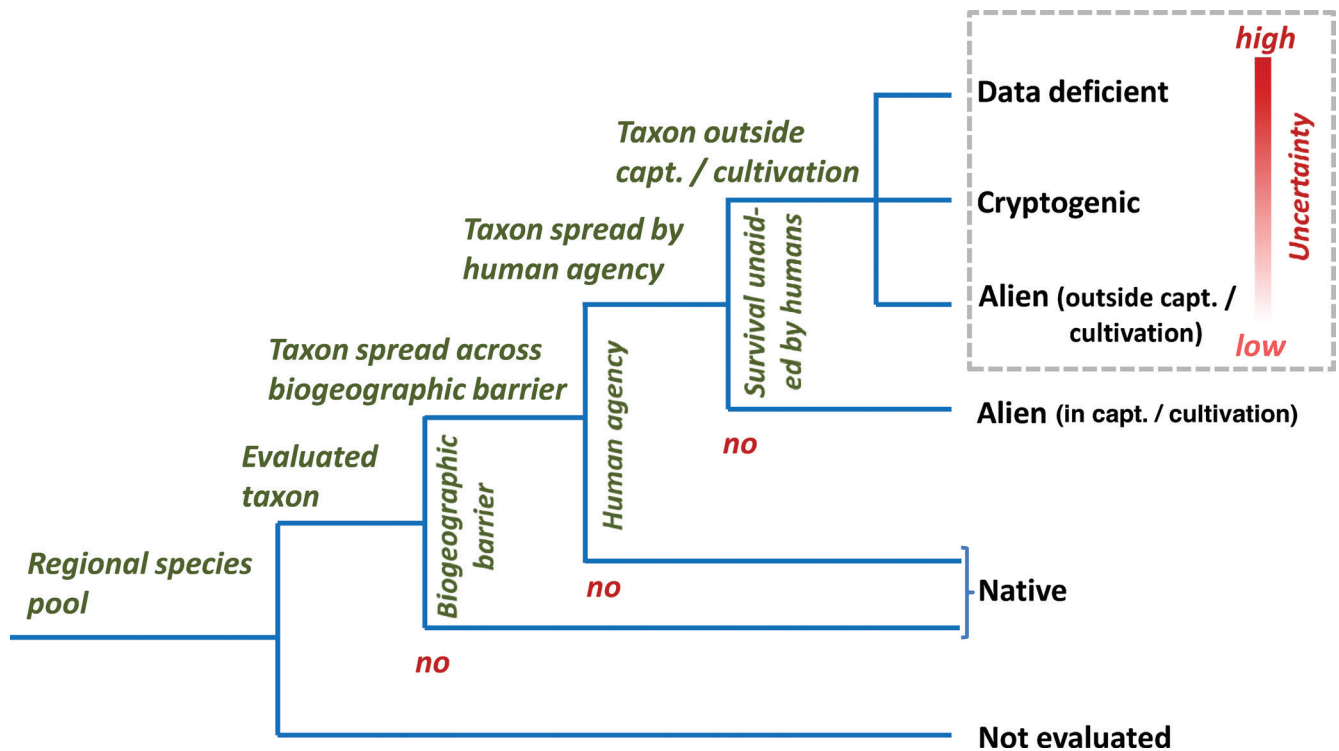 high
Data deficient
Uncertainty
Taxon outside
capt. / cultivation
Cryptogenic
Taxon spread by
human agency
Survival unaid-
ed by humans
Alien (outside capt. /
cultivation)
low
Taxon spread across
biogeographic barrier
Human agency
Alien (in capt. / cultivation)
no
Evaluated
taxon
Biogeographic
barrier
Regional species
pool
no
Native
no
Not evaluated